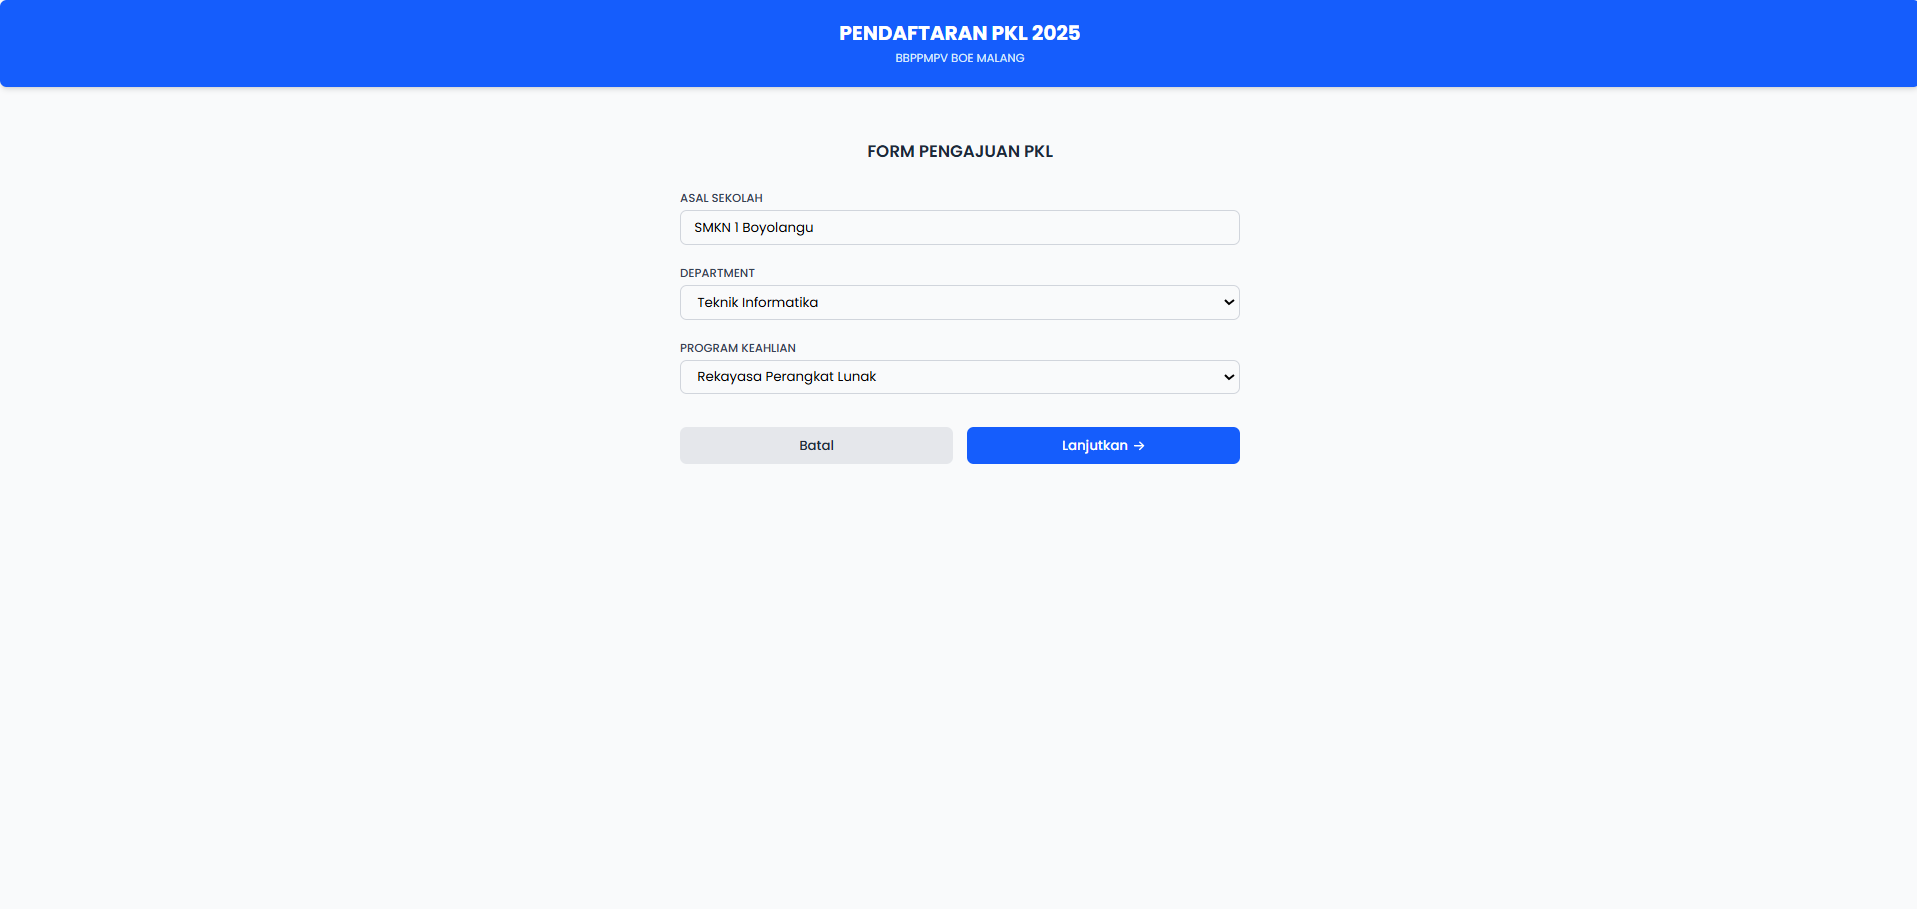 PENDAFTARAN PKL 2025
BBPPMPV BOE MALANG
FORM PENGAJUAN PKL
ASAL SEKOLAH
SMKN 1 Boyolangu
DEPARTMENT
Teknik Informatika
PROGRAM KEAHLIAN
Rekayasa Perangkat Lunak
Batal
Lanjutkan →